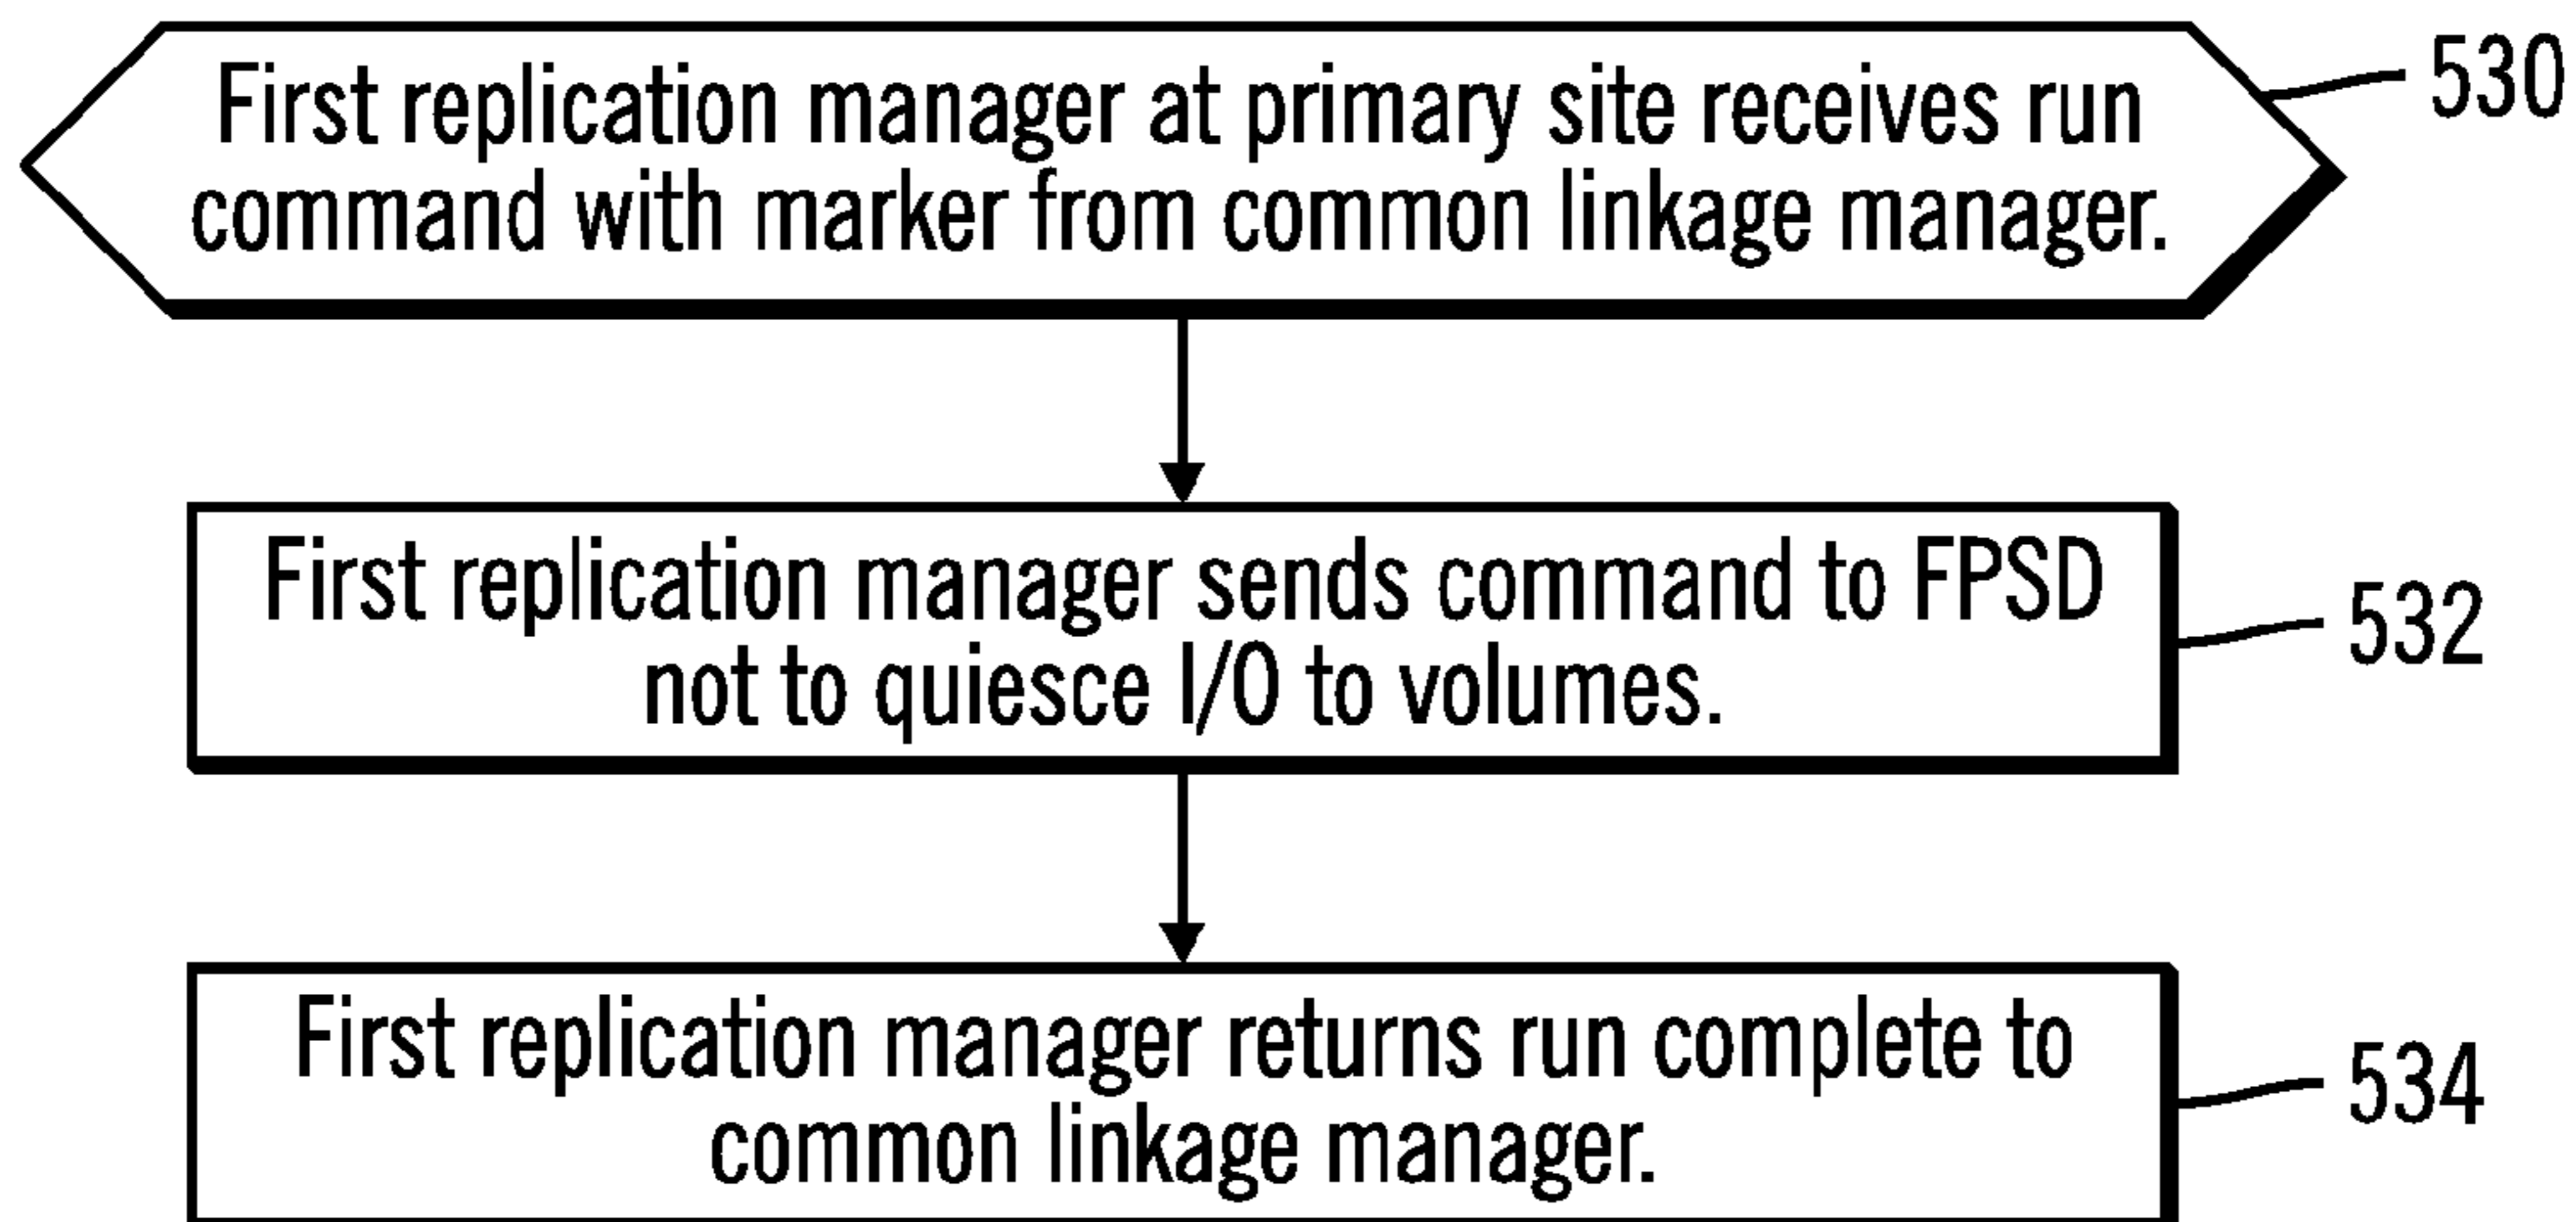 First replication manager at primary site receives run
command with marker from common linkage manager.
530
First replication manager sends command to FPSD
not to quiesce I/O to volumes.
532
First replication manager returns run complete to
common linkage manager.
534